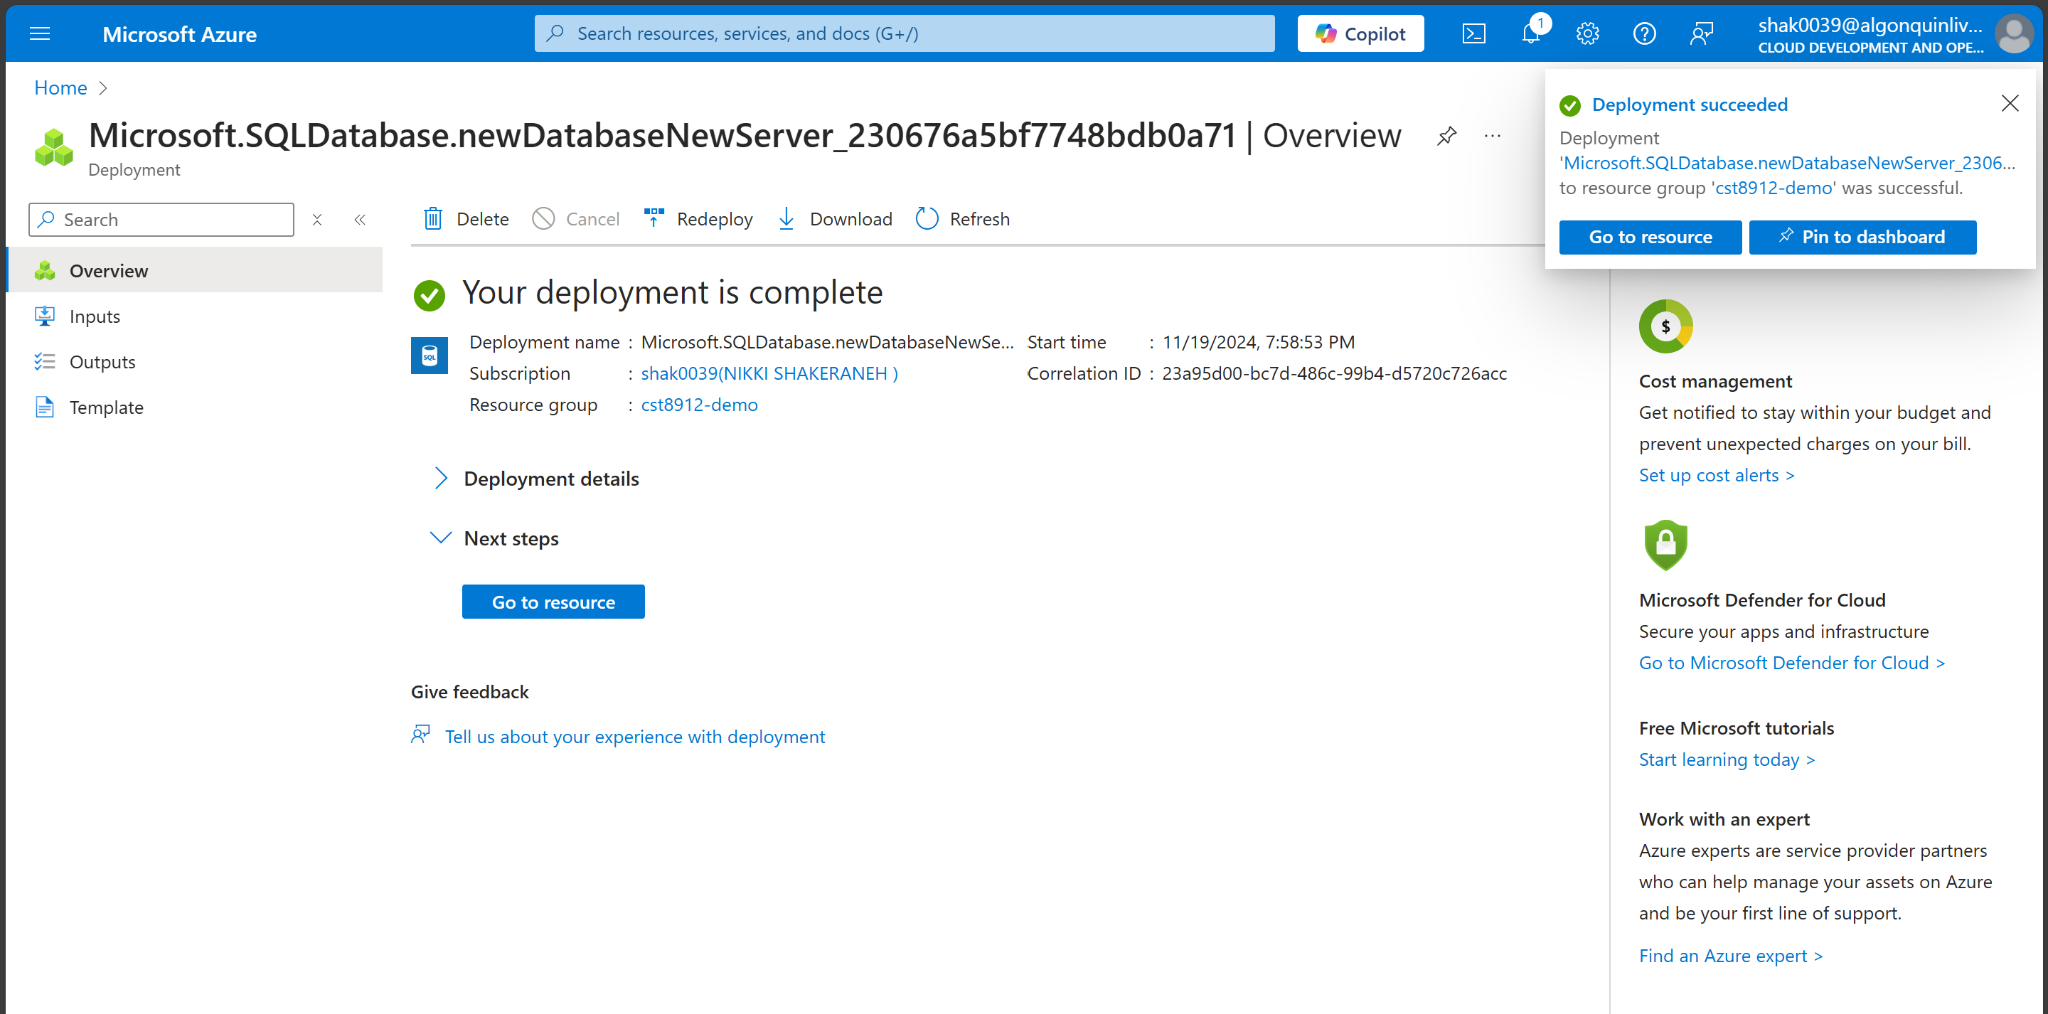 Microsoft Azure
Search resources, services, and docs (G+/)
Copilot
1
shak0039@algonquinliv...
CLOUD DEVELOPMENT AND OPE...
Home
Microsoft.SQLDatabase.newDatabaseNewServer_230676a5bf7748bdb0a71 | Overview
Deployment
Search
Overview
Inputs
Outputs
Template
Delete
Cancel
Redeploy
Download
Refresh
Your deployment is complete
SQL
Deployment name : Microsoft.SQLDatabase.newDatabaseNewSe...
Subscription : shak0039(NIKKI SHAKERANEH )
Resource group : cst8912-demo
Start time : 11/19/2024, 7:58:53 PM
Correlation ID : 23a95d00-bc7d-486c-99b4-d5720c726acc
Deployment details
Next steps
Go to resource
Give feedback
Tell us about your experience with deployment
Deployment succeeded
Deployment
'Microsoft.SQLDatabase.newDatabaseNewServer_2306...
to resource group 'cst8912-demo' was successful.
Go to resource
Pin to dashboard
$
Cost management
Get notified to stay within your budget and
prevent unexpected charges on your bill.
Set up cost alerts >
Microsoft Defender for Cloud
Secure your apps and infrastructure
Go to Microsoft Defender for Cloud >
Free Microsoft tutorials
Start learning today >
Work with an expert
Azure experts are service provider partners
who can help manage your assets on Azure
and be your first line of support.
Find an Azure expert >